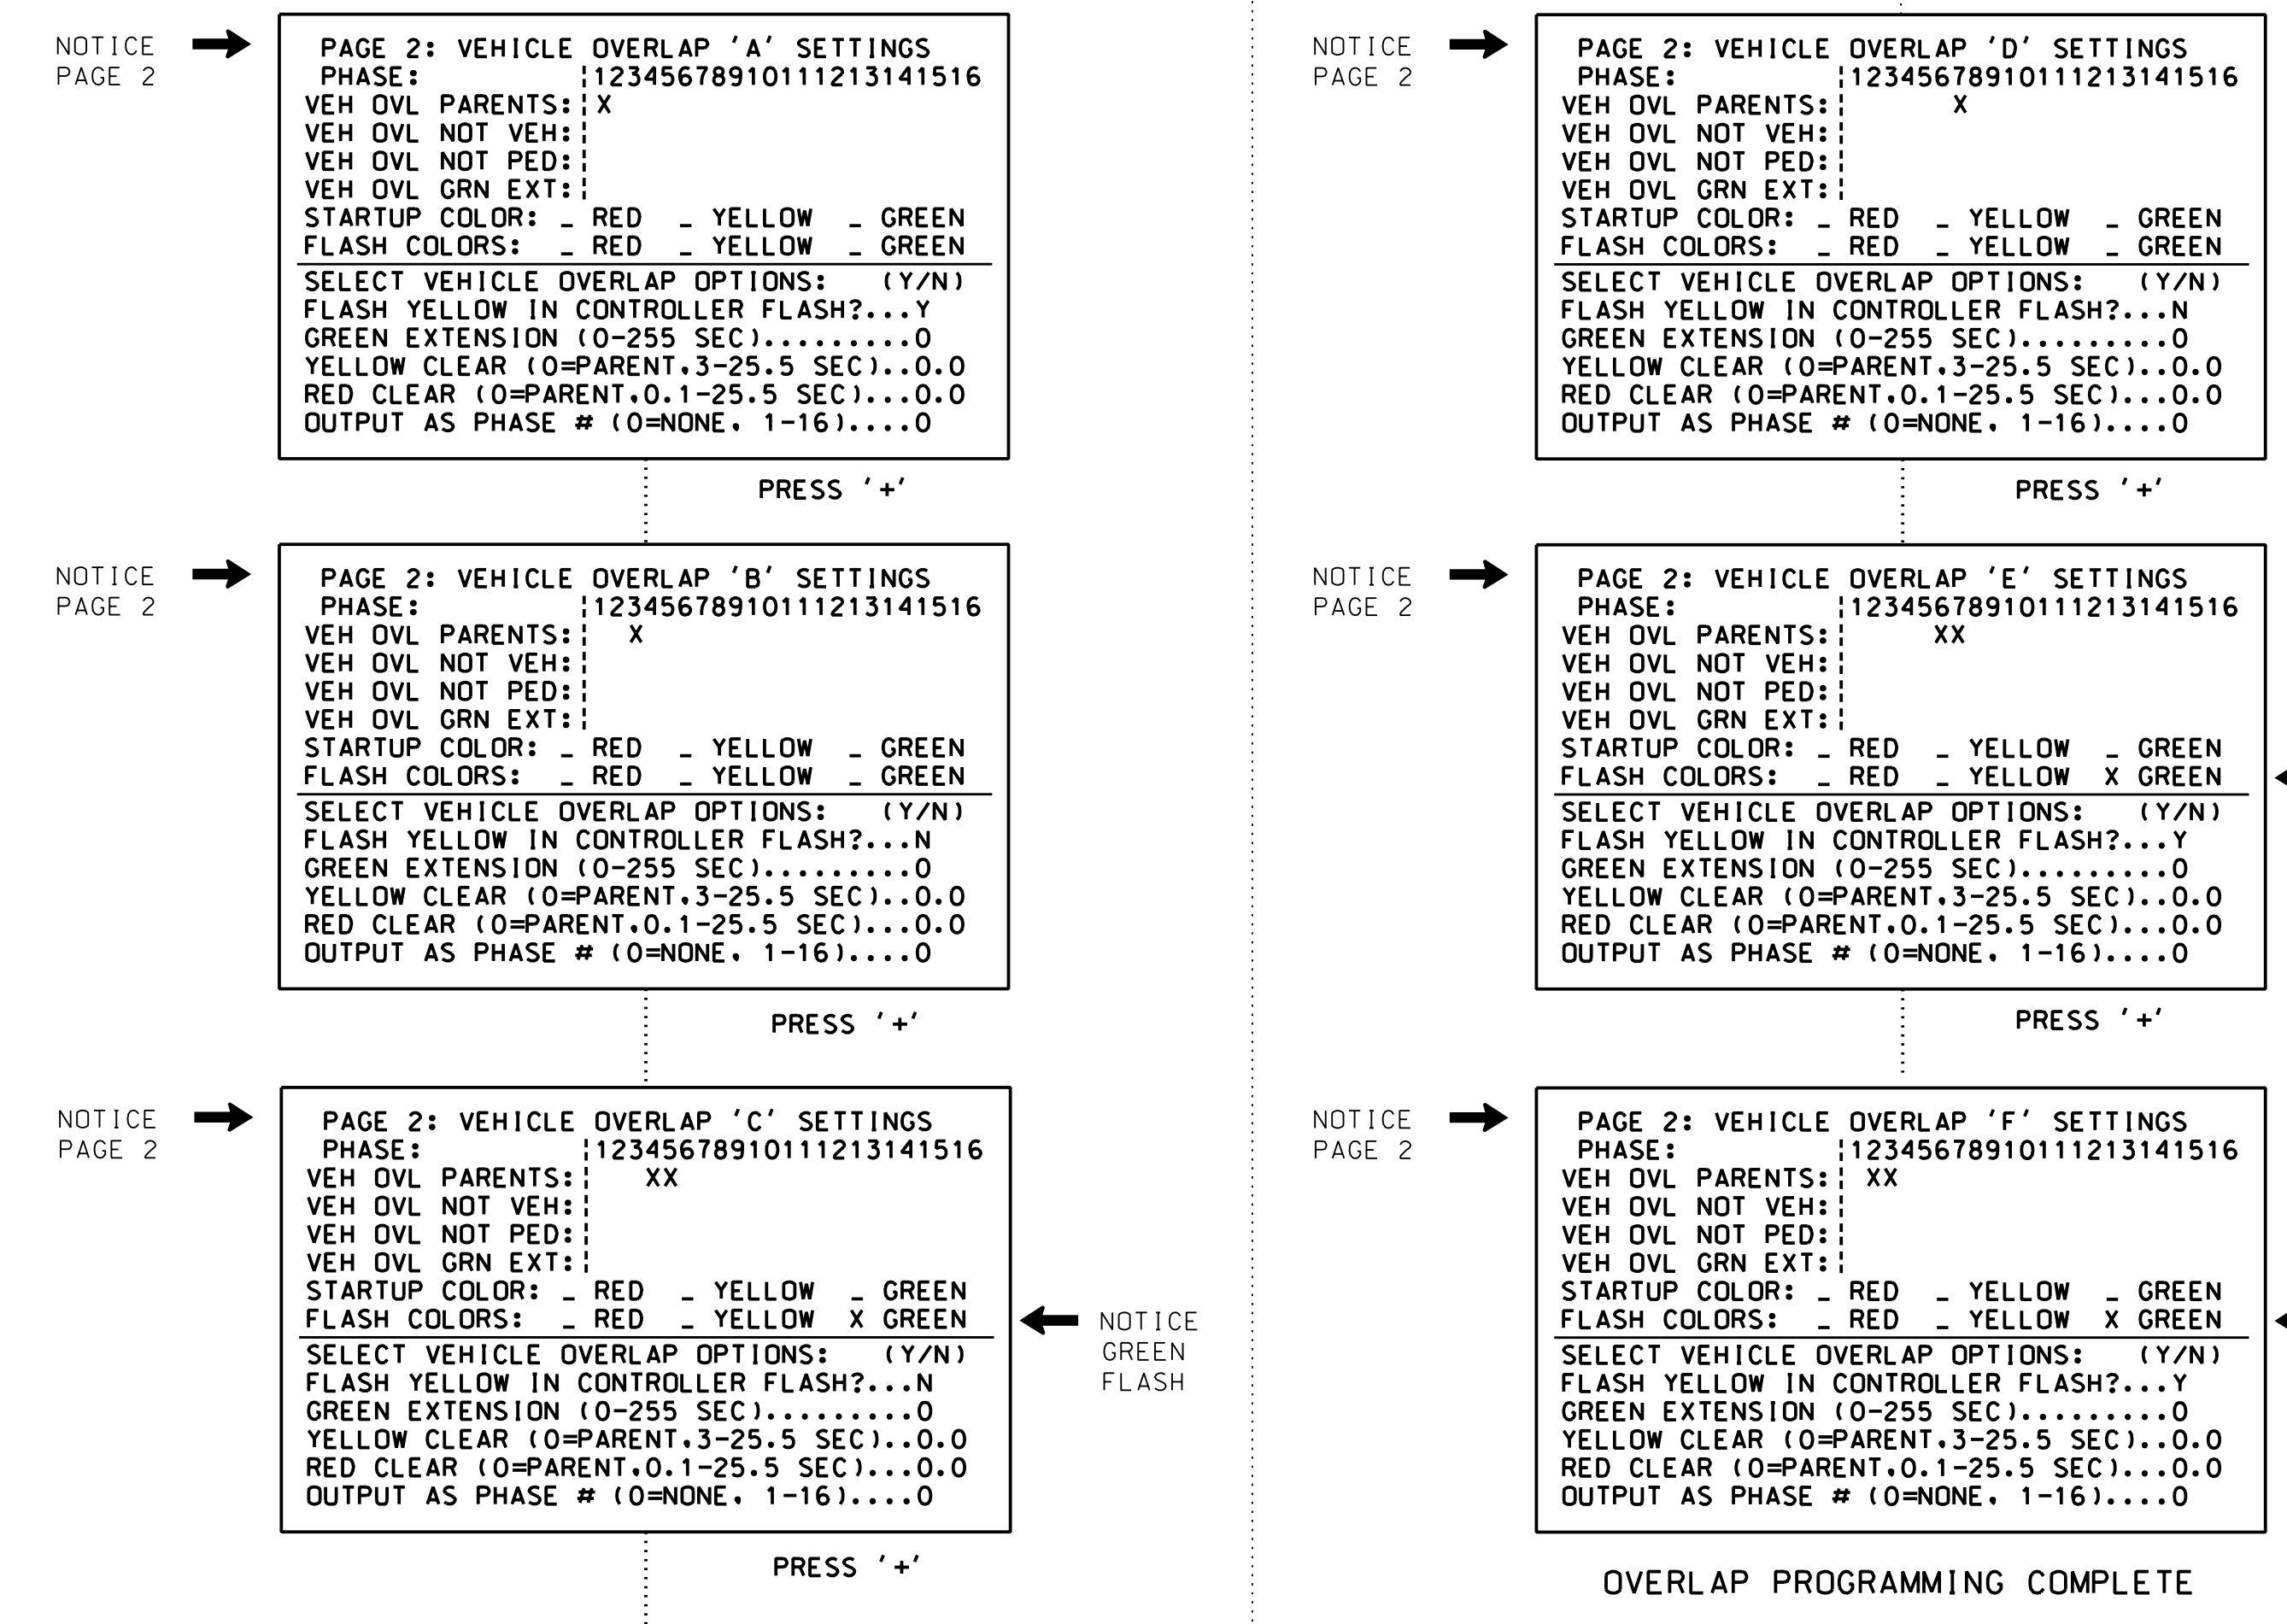 NOTICE
PAGE 2
PAGE 2: VEHICLE OVERLAP 'A' SETTINGS
PHASE: 12345678910111213141516
VEH OVL PARENTS: X
VEH OVL NOT VEH:
VEH OVL NOT PED:
VEH OVL GRN EXT:
STARTUP COLOR: _ RED _ YELLOW _ GREEN
FLASH COLORS: _ RED _ YELLOW _ GREEN
SELECT VEHICLE OVERLAP OPTIONS: (Y/N)
FLASH YELLOW IN CONTROLLER FLASH?...Y
GREEN EXTENSION (0-255 SEC).........0
YELLOW CLEAR (0=PARENT,3-25.5 SEC)..0.0
RED CLEAR (0=PARENT,0.1-25.5 SEC)...0.0
OUTPUT AS PHASE # (0=NONE, 1-16)....0
PRESS '+'
NOTICE
PAGE 2
PAGE 2: VEHICLE OVERLAP 'B' SETTINGS
PHASE: 12345678910111213141516
VEH OVL PARENTS: X
VEH OVL NOT VEH:
VEH OVL NOT PED:
VEH OVL GRN EXT:
STARTUP COLOR: _ RED _ YELLOW _ GREEN
FLASH COLORS: _ RED _ YELLOW _ GREEN
SELECT VEHICLE OVERLAP OPTIONS: (Y/N)
FLASH YELLOW IN CONTROLLER FLASH?...N
GREEN EXTENSION (0-255 SEC).........0
YELLOW CLEAR (0=PARENT,3-25.5 SEC)..0.0
RED CLEAR (0=PARENT,0.1-25.5 SEC)...0.0
OUTPUT AS PHASE # (0=NONE, 1-16)....0
PRESS '+'
NOTICE
PAGE 2
PAGE 2: VEHICLE OVERLAP 'C' SETTINGS
PHASE: 12345678910111213141516
VEH OVL PARENTS: XX
VEH OVL NOT VEH:
VEH OVL NOT PED:
VEH OVL GRN EXT:
STARTUP COLOR: _ RED _ YELLOW _ GREEN
FLASH COLORS: _ RED _ YELLOW X GREEN
SELECT VEHICLE OVERLAP OPTIONS: (Y/N)
FLASH YELLOW IN CONTROLLER FLASH?...N
GREEN EXTENSION (0-255 SEC).........0
YELLOW CLEAR (0=PARENT,3-25.5 SEC)..0.0
RED CLEAR (0=PARENT,0.1-25.5 SEC)...0.0
OUTPUT AS PHASE # (0=NONE, 1-16)....0
NOTICE
GREEN
FLASH
PRESS '+'
NOTICE
PAGE 2
PAGE 2: VEHICLE OVERLAP 'D' SETTINGS
PHASE: 12345678910111213141516
VEH OVL PARENTS: X
VEH OVL NOT VEH:
VEH OVL NOT PED:
VEH OVL GRN EXT:
STARTUP COLOR: _ RED _ YELLOW _ GREEN
FLASH COLORS: _ RED _ YELLOW _ GREEN
SELECT VEHICLE OVERLAP OPTIONS: (Y/N)
FLASH YELLOW IN CONTROLLER FLASH?...N
GREEN EXTENSION (0-255 SEC).........0
YELLOW CLEAR (0=PARENT,3-25.5 SEC)..0.0
RED CLEAR (0=PARENT,0.1-25.5 SEC)...0.0
OUTPUT AS PHASE # (0=NONE, 1-16)....0
PRESS '+'
NOTICE
PAGE 2
PAGE 2: VEHICLE OVERLAP 'E' SETTINGS
PHASE: 12345678910111213141516
VEH OVL PARENTS: XX
VEH OVL NOT VEH:
VEH OVL NOT PED:
VEH OVL GRN EXT:
STARTUP COLOR: _ RED _ YELLOW _ GREEN
FLASH COLORS: _ RED _ YELLOW X GREEN
SELECT VEHICLE OVERLAP OPTIONS: (Y/N)
FLASH YELLOW IN CONTROLLER FLASH?...Y
GREEN EXTENSION (0-255 SEC).........0
YELLOW CLEAR (0=PARENT,3-25.5 SEC)..0.0
RED CLEAR (0=PARENT,0.1-25.5 SEC)...0.0
OUTPUT AS PHASE # (0=NONE, 1-16)....0
PRESS '+'
NOTICE
PAGE 2
PAGE 2: VEHICLE OVERLAP 'F' SETTINGS
PHASE: 12345678910111213141516
VEH OVL PARENTS: XX
VEH OVL NOT VEH:
VEH OVL NOT PED:
VEH OVL GRN EXT:
STARTUP COLOR: _ RED _ YELLOW _ GREEN
FLASH COLORS: _ RED _ YELLOW X GREEN
SELECT VEHICLE OVERLAP OPTIONS: (Y/N)
FLASH YELLOW IN CONTROLLER FLASH?...Y
GREEN EXTENSION (0-255 SEC).........0
YELLOW CLEAR (0=PARENT,3-25.5 SEC)..0.0
RED CLEAR (0=PARENT,0.1-25.5 SEC)...0.0
OUTPUT AS PHASE # (0=NONE, 1-16)....0
OVERLAP PROGRAMMING COMPLETE